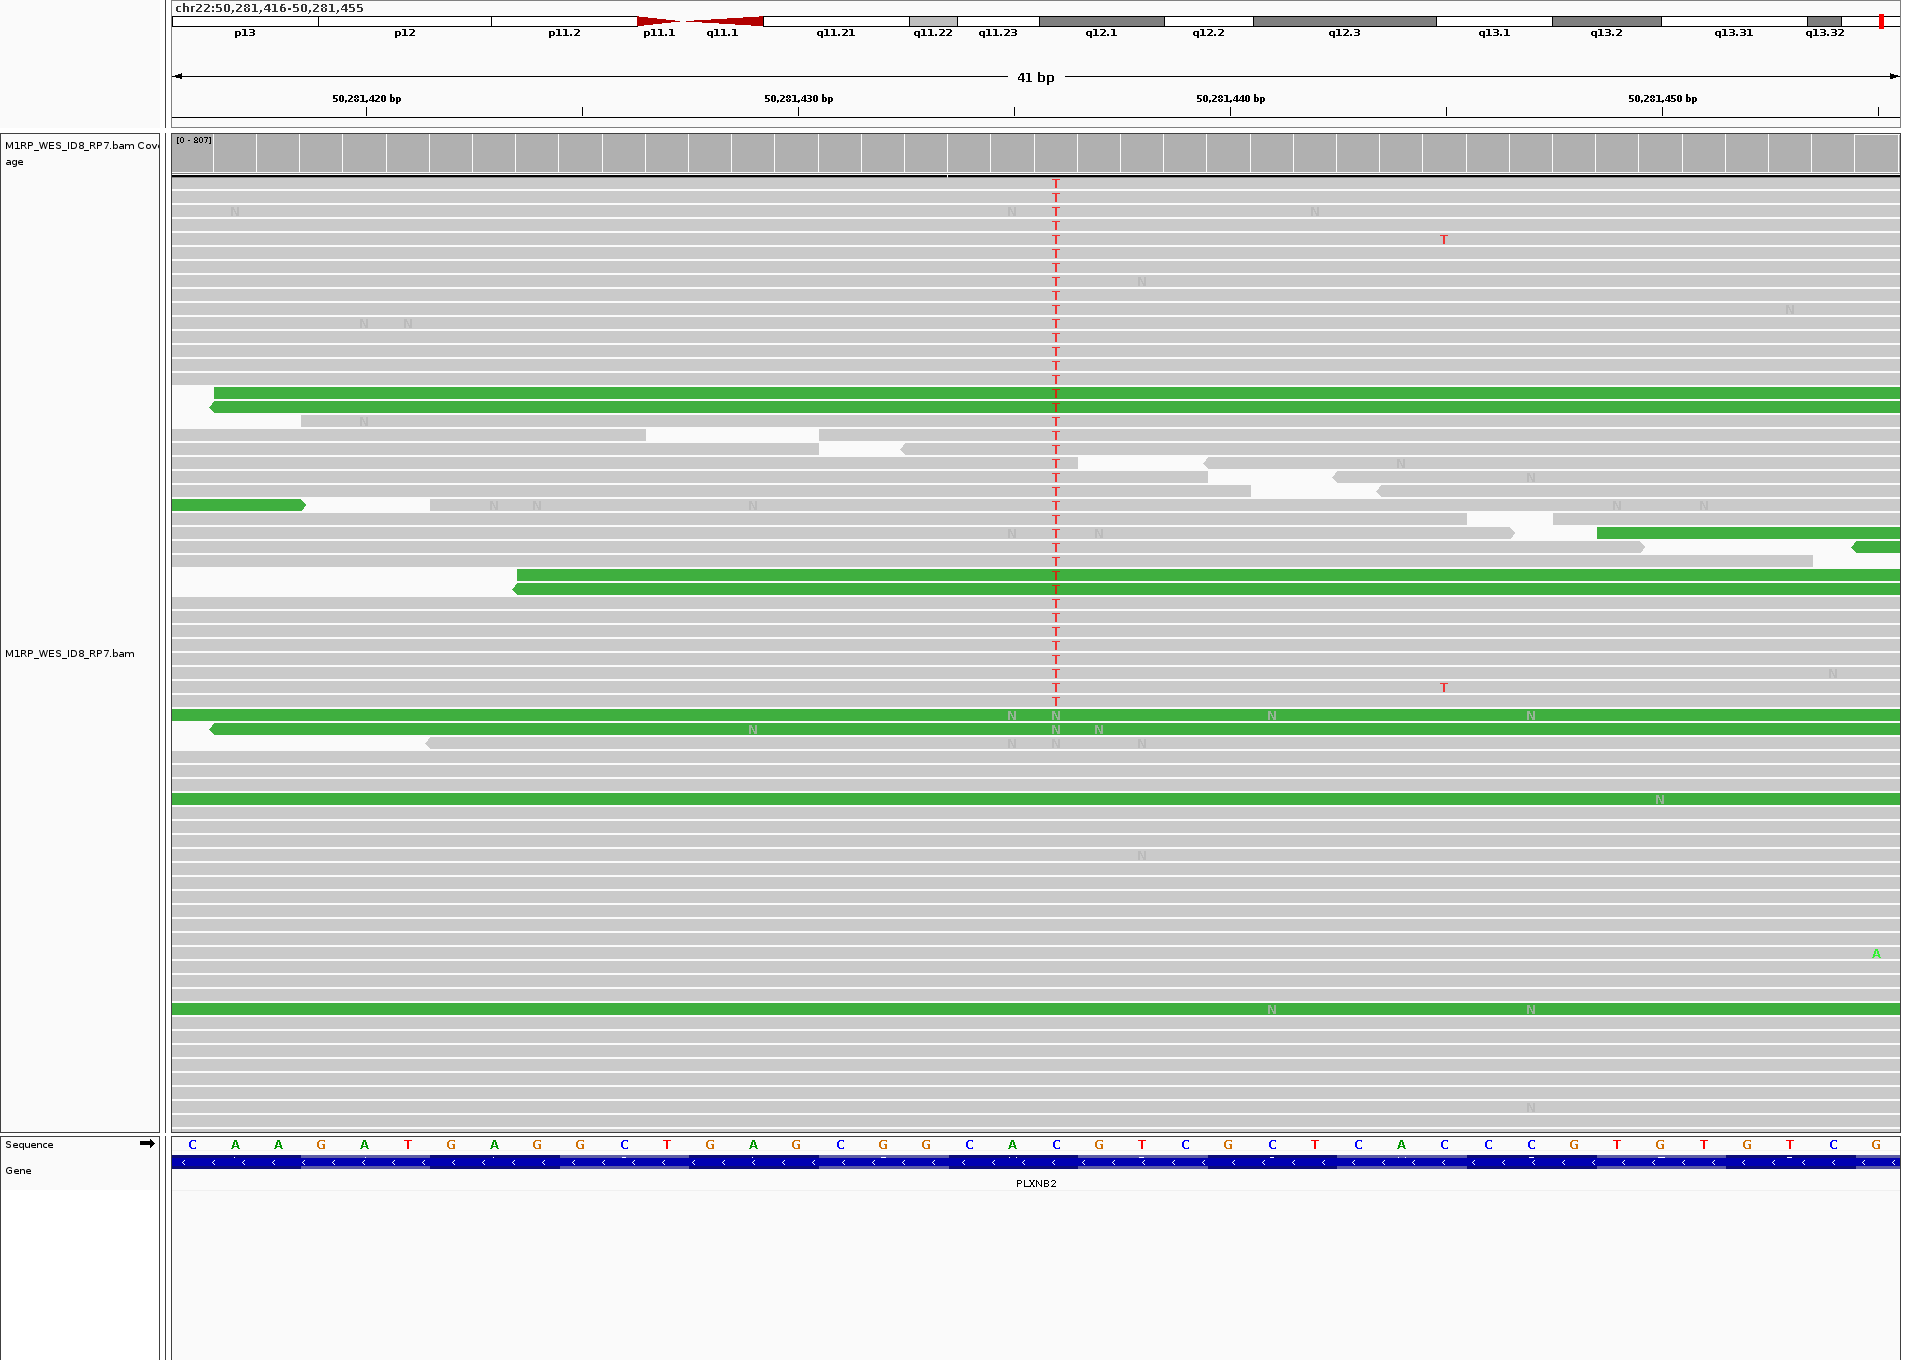 chr22:50,281,416-50,281,455
p13 p12 p11.2 p11.1 q11.1 q11.21 q11.22 q11.23 q12.1 q12.2 q12.3 q13.1 q13.2 q13.31 q13.32
41 bp
50,281,420 bp 50,281,430 bp 50,281,440 bp 50,281,450 bp
M1RP_WES_ID8_RP7.bam Cov
age
[0 - 807]
T
T
N N T N
T
T T
T
T
T N
T
T N
N N T
T
T
T
T
T
T
N T
T
T
T N
T N
T
N N N T N N
T
N T N
T
T
T
T
T
T
T
T
T
M1RP_WES_ID8_RP7.bam
T N
T T
T
N N N N
N N N
N N N
N
N
A
N N
N
Sequence C A A G A T G A G G C T G A G C G G C A C G T C G C T C A C C C G T G T G T C G
Gene
PLXNB2